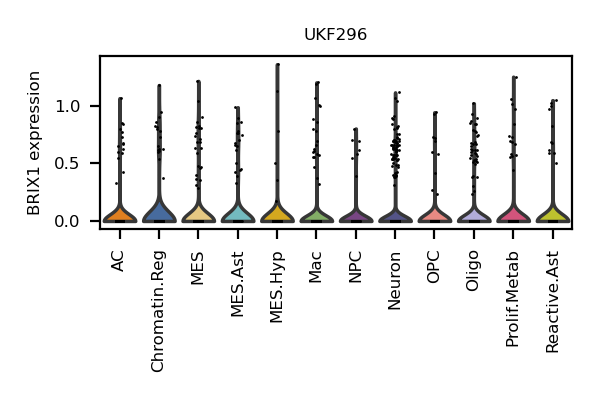 UKF296
BRIX1 expression
1.0
0.5
0.0
AC
Chromatin.Reg
MES
MES.Ast
MES.Hyp
Mac
NPC
Neuron
OPC
Oligo
Prolif.Metab
Reactive.Ast